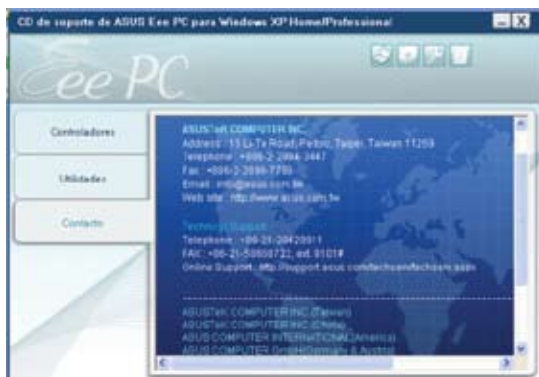 CD de soporte de ASUS Eee PC para Windows XP Home/Professional
Eee PC
Controladores
Utilidades
Contacto
ASUSTeK COMPUTER INC.
Address : 15 Li-Te Road, Peitou, Taipei, Taiwan 11259
Telephone : +886-2-2894-3447
Fax : +886-2-2890-7798
Email : info@asus.com.tw
Web site : http://www.asus.com.tw
Technical Support
Telephone : +86-21-38429911
FAX : ext. 9101#
Online Support : http://support.asus.com/techserv/techserv.aspx
ASUSTeK COMPUTER INC.(Taiwan)
ASUSTeK COMPUTER INC.(China)
ASUS COMPUTER INTERNATIONAL(America)
ASUS COMPUTER GmbH(Germany & Austria)